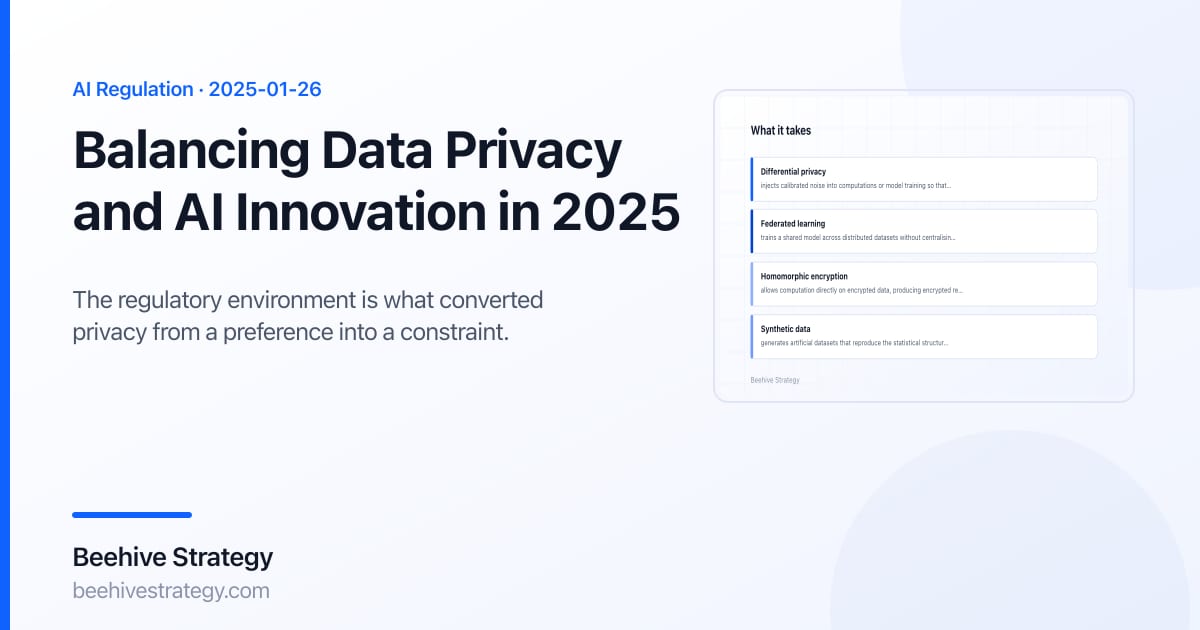 AI Regulation · 2025-01-26
Balancing Data Privacy
and AI Innovation in 2025
The regulatory environment is what converted
privacy from a preference into a constraint.
Beehive Strategy
beehivestrategy.com
What it takes
Differential privacy
injects calibrated noise into computations or model training so that...
Federated learning
trains a shared model across distributed datasets without centralisin...
Homomorphic encryption
allows computation directly on encrypted data, producing encrypted re...
Synthetic data
generates artificial datasets that reproduce the statistical structur...
Beehive Strategy